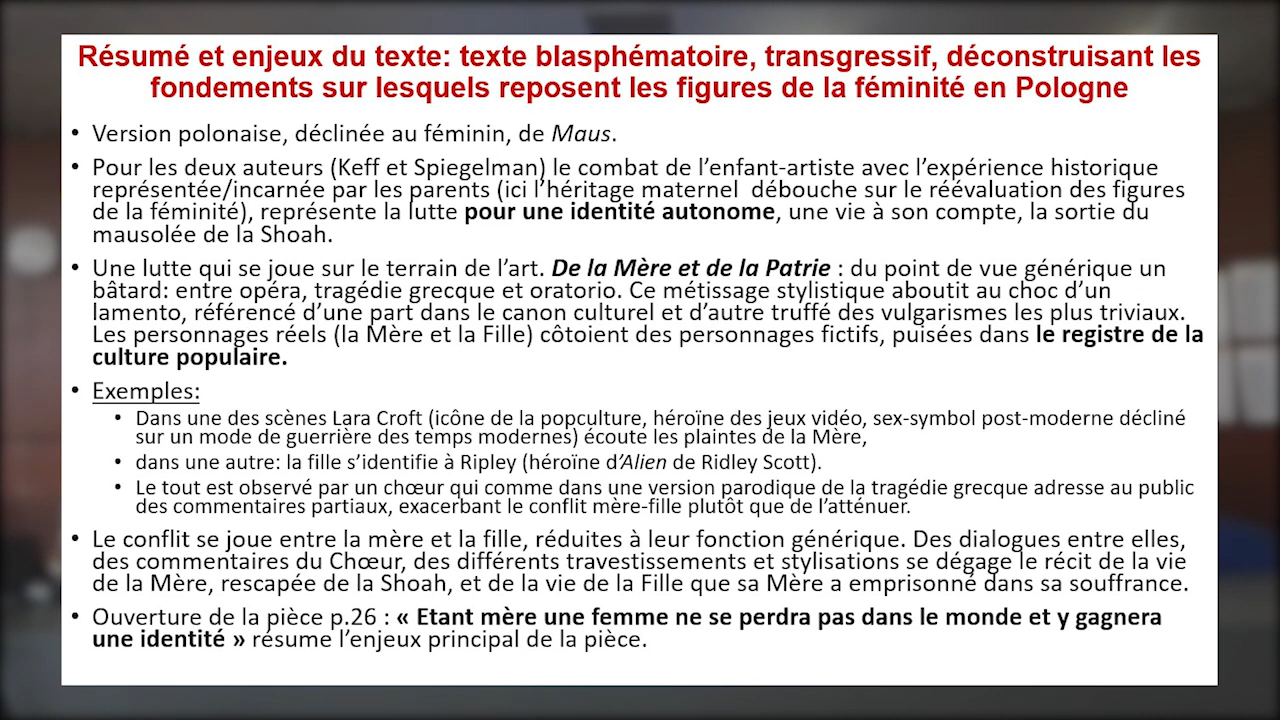 Résumé et enjeux du texte: texte blasphématoire, transgressif, déconstruisant les
fondements sur lesquels reposent les figures de la féminité en Pologne
• Version polonaise, déclinée au féminin, de Maus.
• Pour les deux auteurs (Keff et Spiegelman) le combat de l’enfant-artiste avec l’expérience historique
représentée/incarnée par les parents (ici l’héritage maternel débouche sur le réévaluation des figures
de la féminité), représente la lutte pour une identité autonome, une vie à son compte, la sortie du
mausolée de la Shoah.
• Une lutte qui se joue sur le terrain de l’art. De la Mère et de la Patrie : du point de vue générique un
bâtard: entre opéra, tragédie grecque et oratorio. Ce métissage stylistique aboutit au choc d’un
lamento, référencé d’une part dans le canon culturel et d’autre truffé des vulgarismes les plus triviaux.
Les personnages réels (la Mère et la Fille) côtoient des personnages fictifs, puisées dans le registre de la
culture populaire.
• Exemples:
• Dans une des scènes Lara Croft (icône de la popculture, héroïne des jeux vidéo, sex-symbol post-moderne décliné
sur un mode de guerrière des temps modernes) écoute les plaintes de la Mère,
• dans une autre: la fille s’identifie à Ripley (héroïne d’Alien de Ridley Scott).
• Le tout est observé par un chœur qui comme dans une version parodique de la tragédie grecque adresse au public
des commentaires partiaux, exacerbant le conflit mère-fille plutôt que de l’atténuer.
• Le conflit se joue entre la mère et la fille, réduites à leur fonction générique. Des dialogues entre elles,
des commentaires du Chœur, des différents travestissements et stylisations se dégage le récit de la vie
de la Mère, rescapée de la Shoah, et de la vie de la Fille que sa Mère a emprisonné dans sa souffrance.
• Ouverture de la pièce p.26 : « Etant mère une femme ne se perdra pas dans le monde et y gagnera
une identité » résume l’enjeux principal de la pièce.